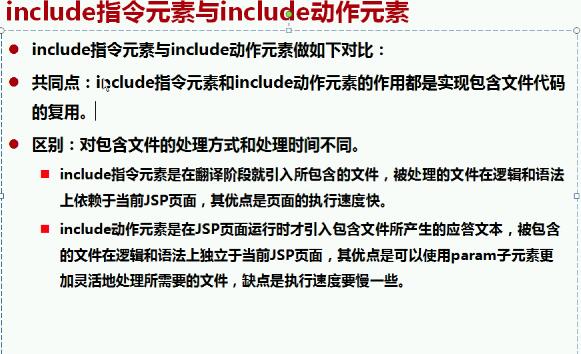 include指令元素与include动作元素
include指令元素与include动作元素做如下对比：
共同点：include指令元素和include动作元素的作用都是实现包含文件代码
的复用。
区别：对包含文件的处理方式和处理时间不同。
include指令元素是在翻译阶段就引入所包含的文件，被处理的文件在逻辑和语法
上依赖于当前JSP页面，其优点是页面的执行速度快。
include动作元素是在JSP页面运行时才引入包含文件所产生的应答文本，被包含
的文件在逻辑和语法上独立于当前JSP页面，其优点是可以使用param子元素更
加灵活地处理所需要的文件，缺点是执行速度要慢一些。